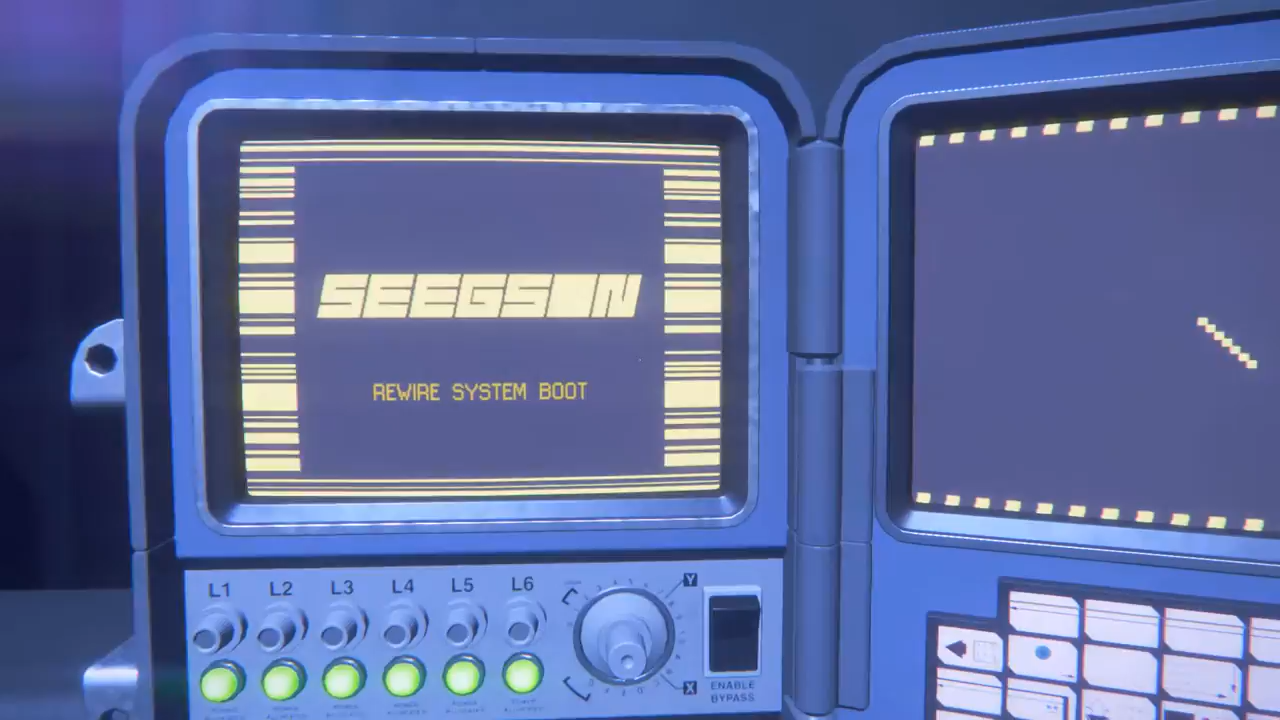 SEEGSON
REWIRE SYSTEM BOOT
L1 L2 L3 L4 L5 L6
Y
X
ENABLE
BYPASS